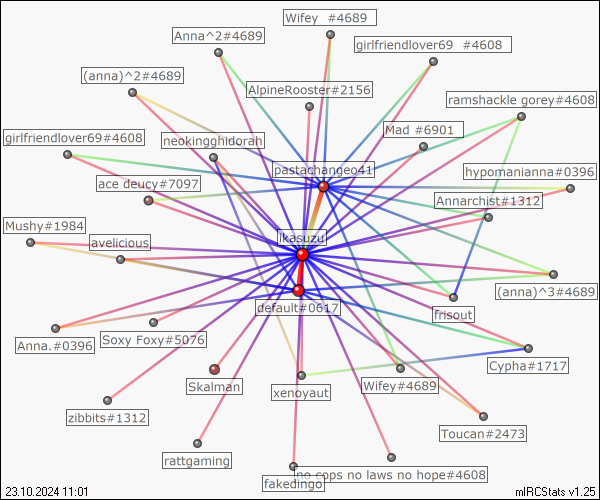 Wifey  #4689
Anna^2#4689
girlfriendlover69  #4608
(anna)^2#4689
AlpineRooster#2156
ramshackle gorey#4608
Mad #6901
girlfriendlover69#4608
neokingghidorah
pastachangeo41
hypomanianna#0396
ace deucy#7097
Annarchist#1312
Mushy#1984
avelicious
ikasuzu
(anna)^3#4689
default#0617
frisout
Anna.#0396
Soxy Foxy#5076
Cypha#1717
Skalman
xenoyaut
Wifey#4689
zibbits#1312
Toucan#2473
rattgaming
no cops no laws no hope#4608
fakedingo
23.10.2024 11:01
mIRCStats v1.25